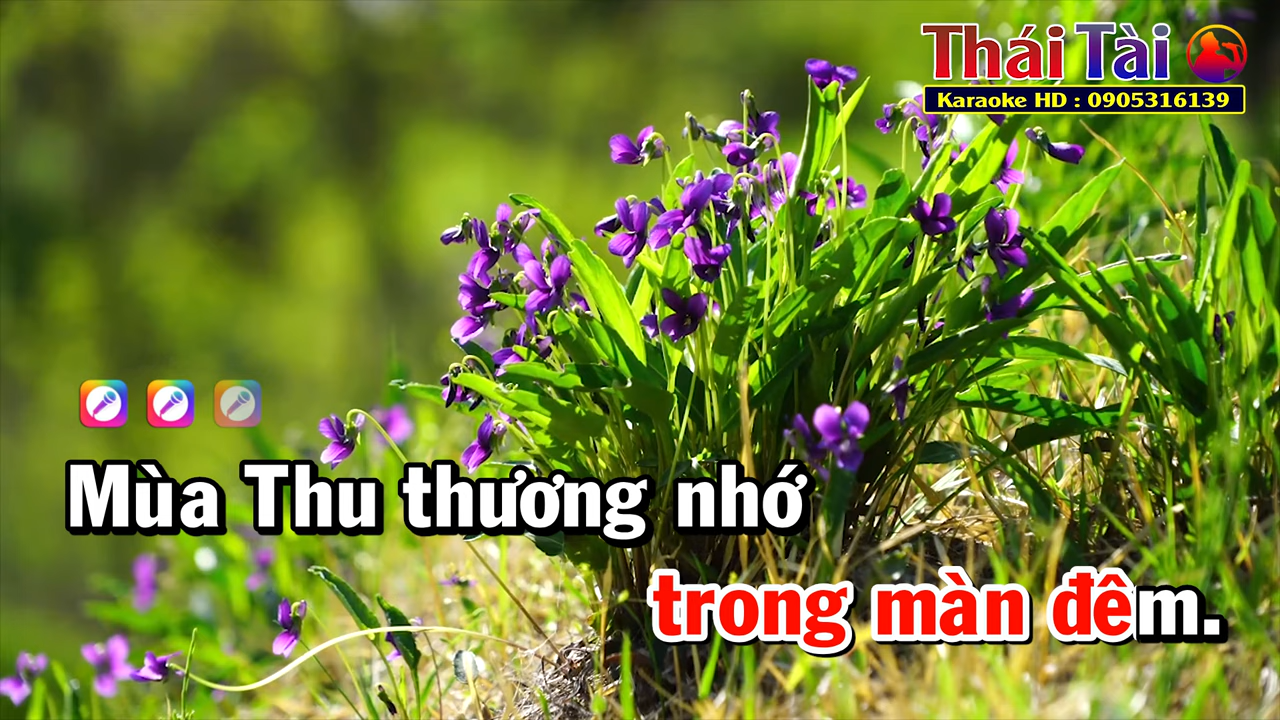 Thái Tài
Karaoke HD : 0905316139
Mùa Thu thương nhớ
trong màn đêm.